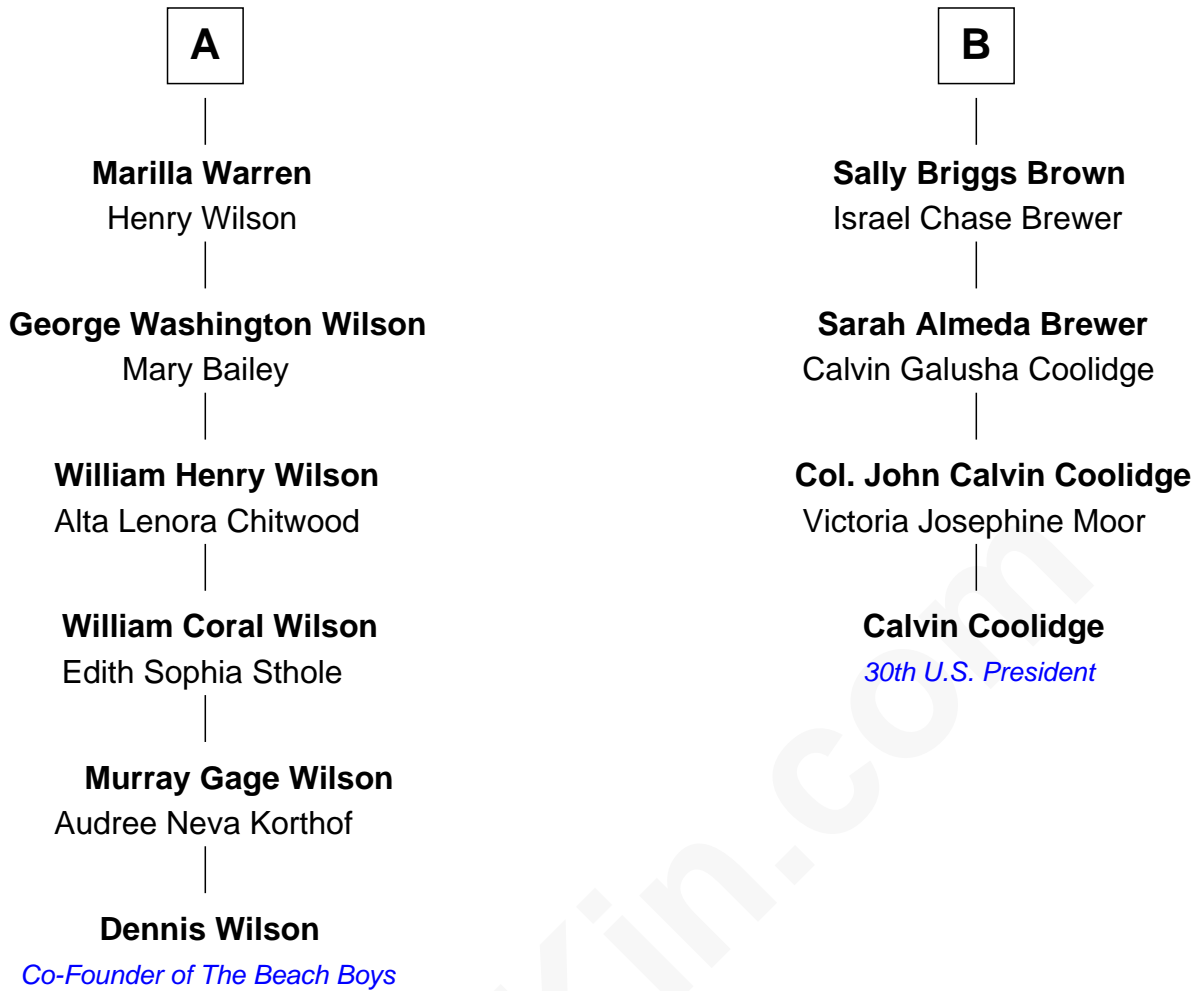 A
Marilla Warren
Henry Wilson
George Washington Wilson
Mary Bailey
William Henry Wilson
Alta Lenora Chitwood
William Coral Wilson
Edith Sophia Sthole
Murray Gage Wilson
Audree Neva Korthof
Dennis Wilson
Co-Founder of The Beach Boys
B
Sally Briggs Brown
Israel Chase Brewer
Sarah Almeda Brewer
Calvin Galusha Coolidge
Col. John Calvin Coolidge
Victoria Josephine Moor
Calvin Coolidge
30th U.S. President